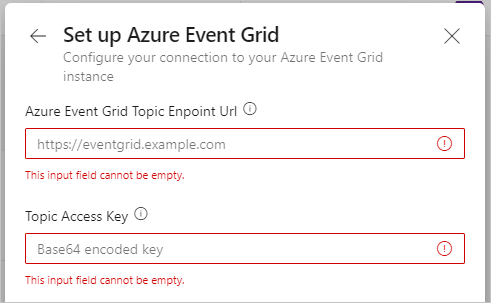 Set up Azure Event Grid
Configure your connection to your Azure Event Grid
instance
Azure Event Grid Topic Enpoint Url
https://eventgrid.example.com
This input field cannot be empty.
Topic Access Key
Base64 encoded key
This input field cannot be empty.